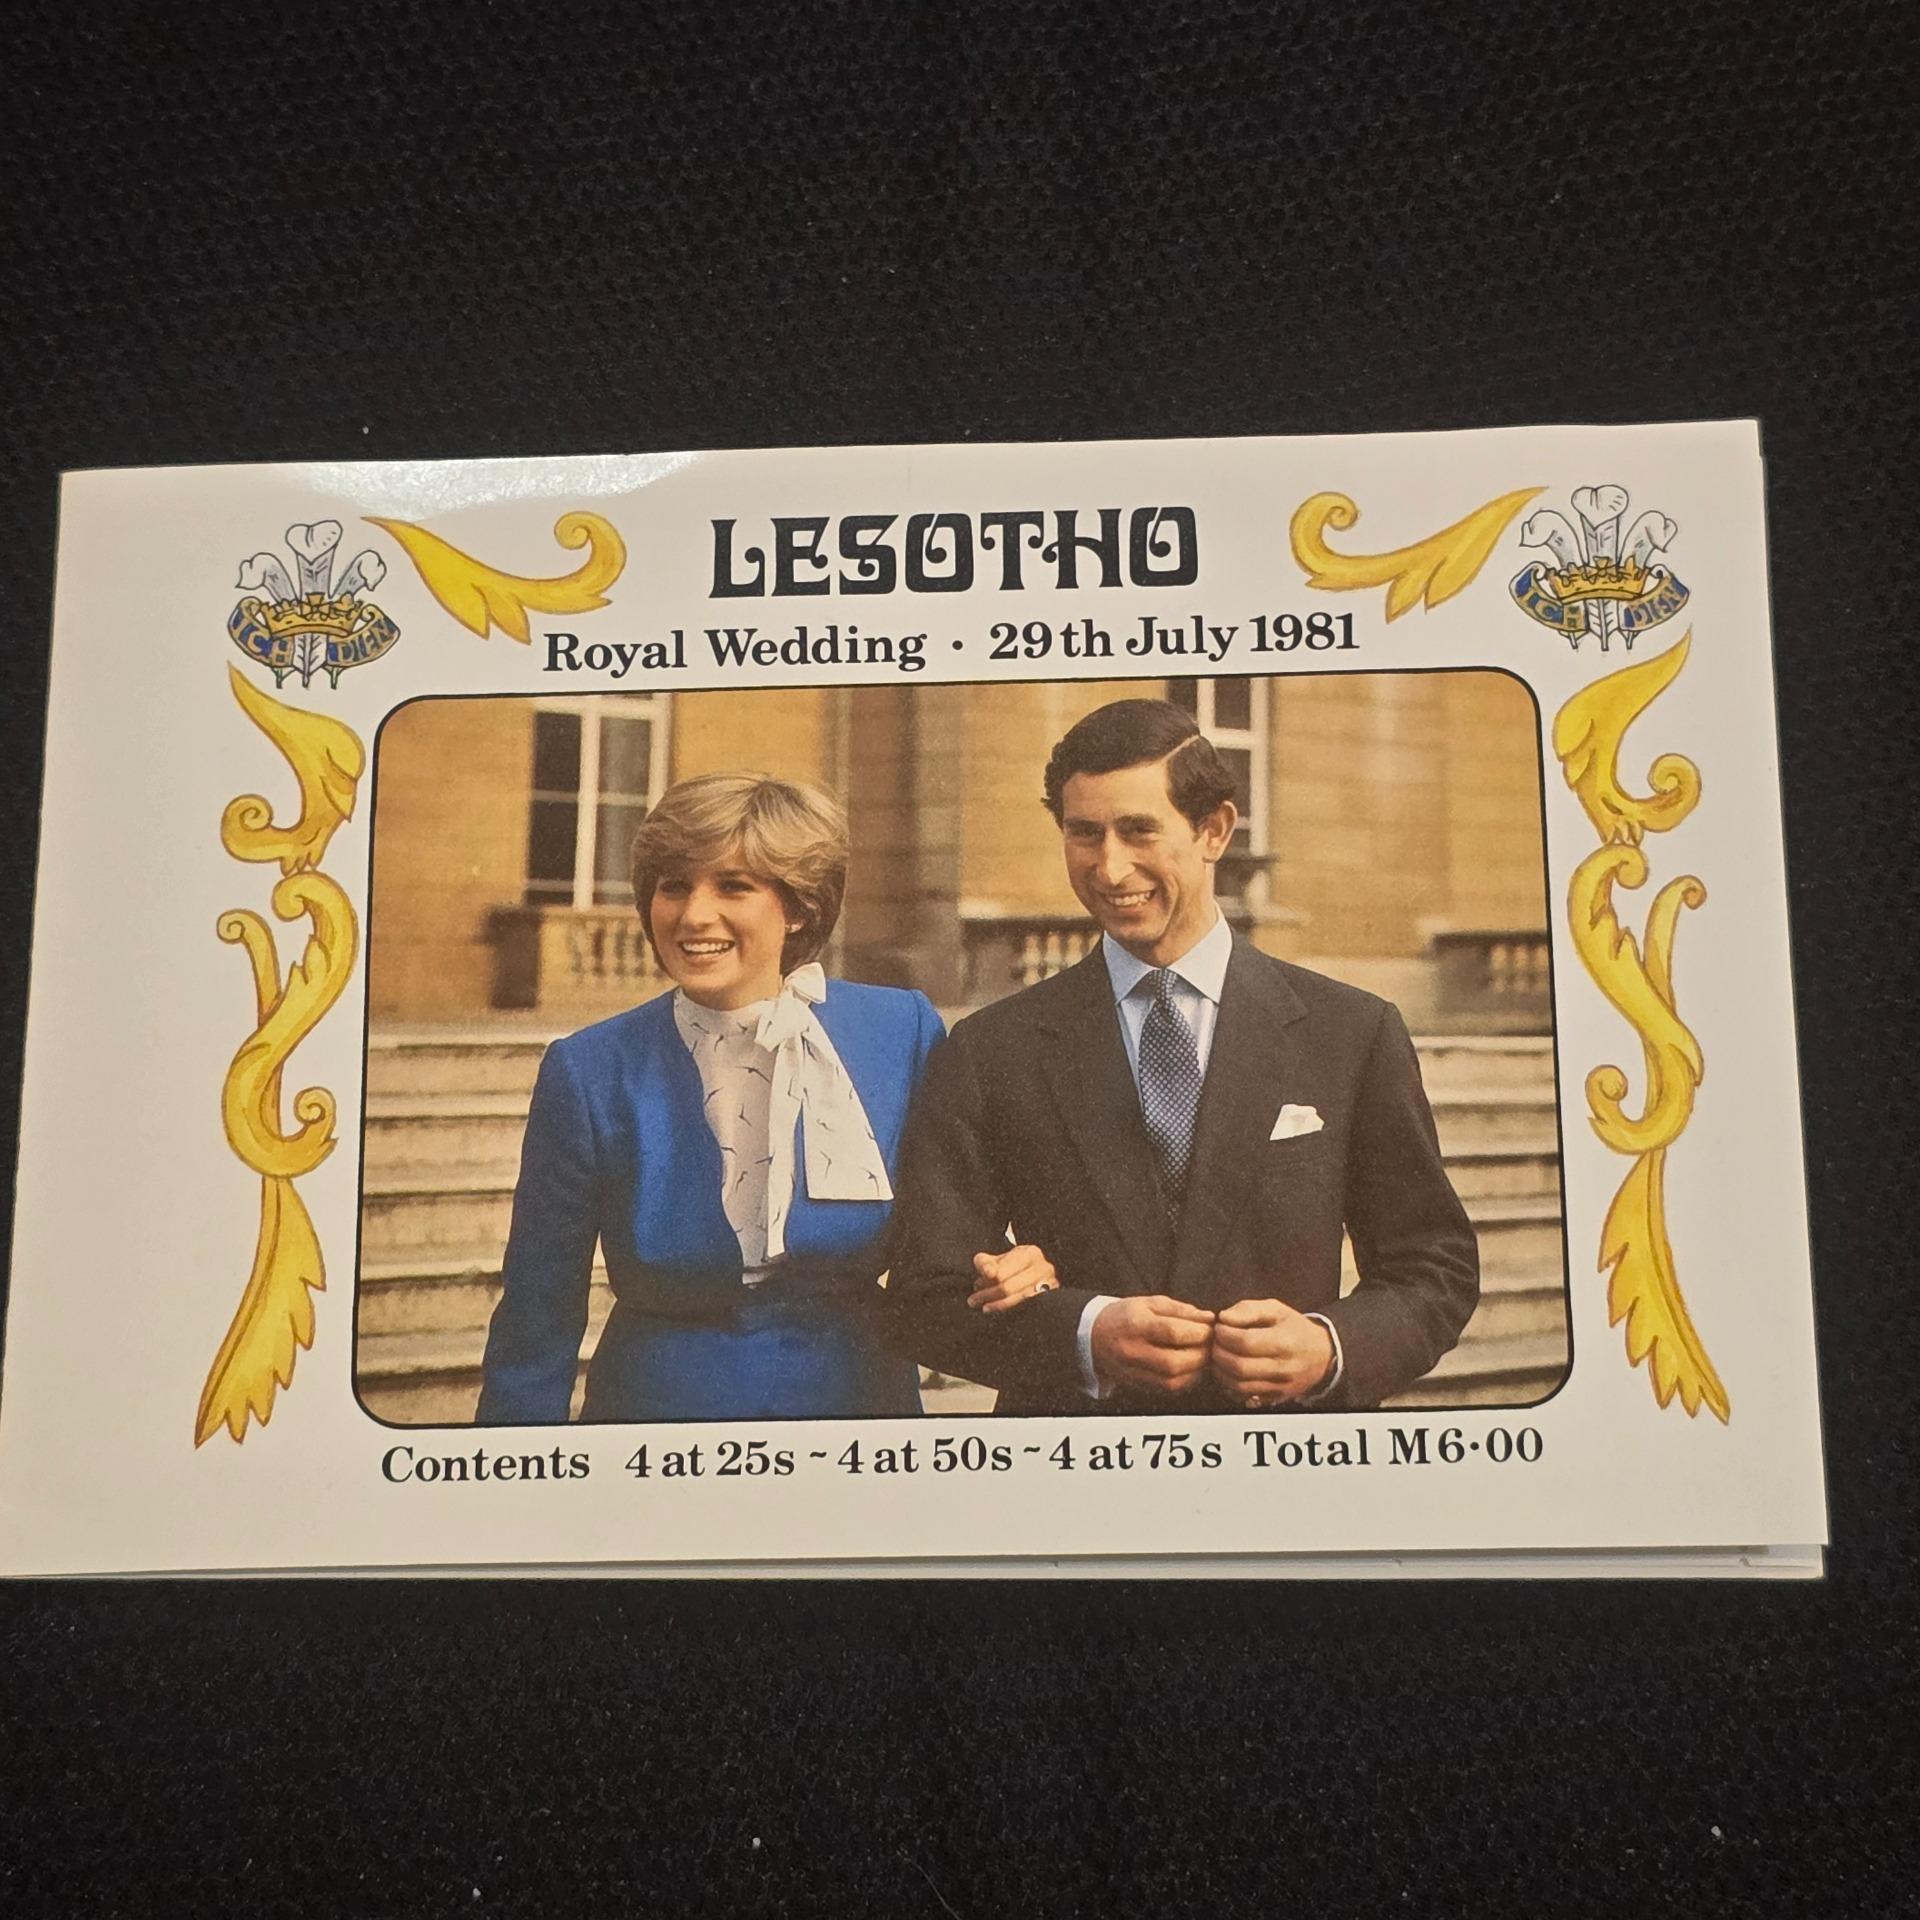 LESOTHO
Royal Wedding · 29th July 1981
ICH DIEN
ICH DIEN
Contents 4 at 25s ~ 4 at 50s ~ 4 at 75s Total M6·00